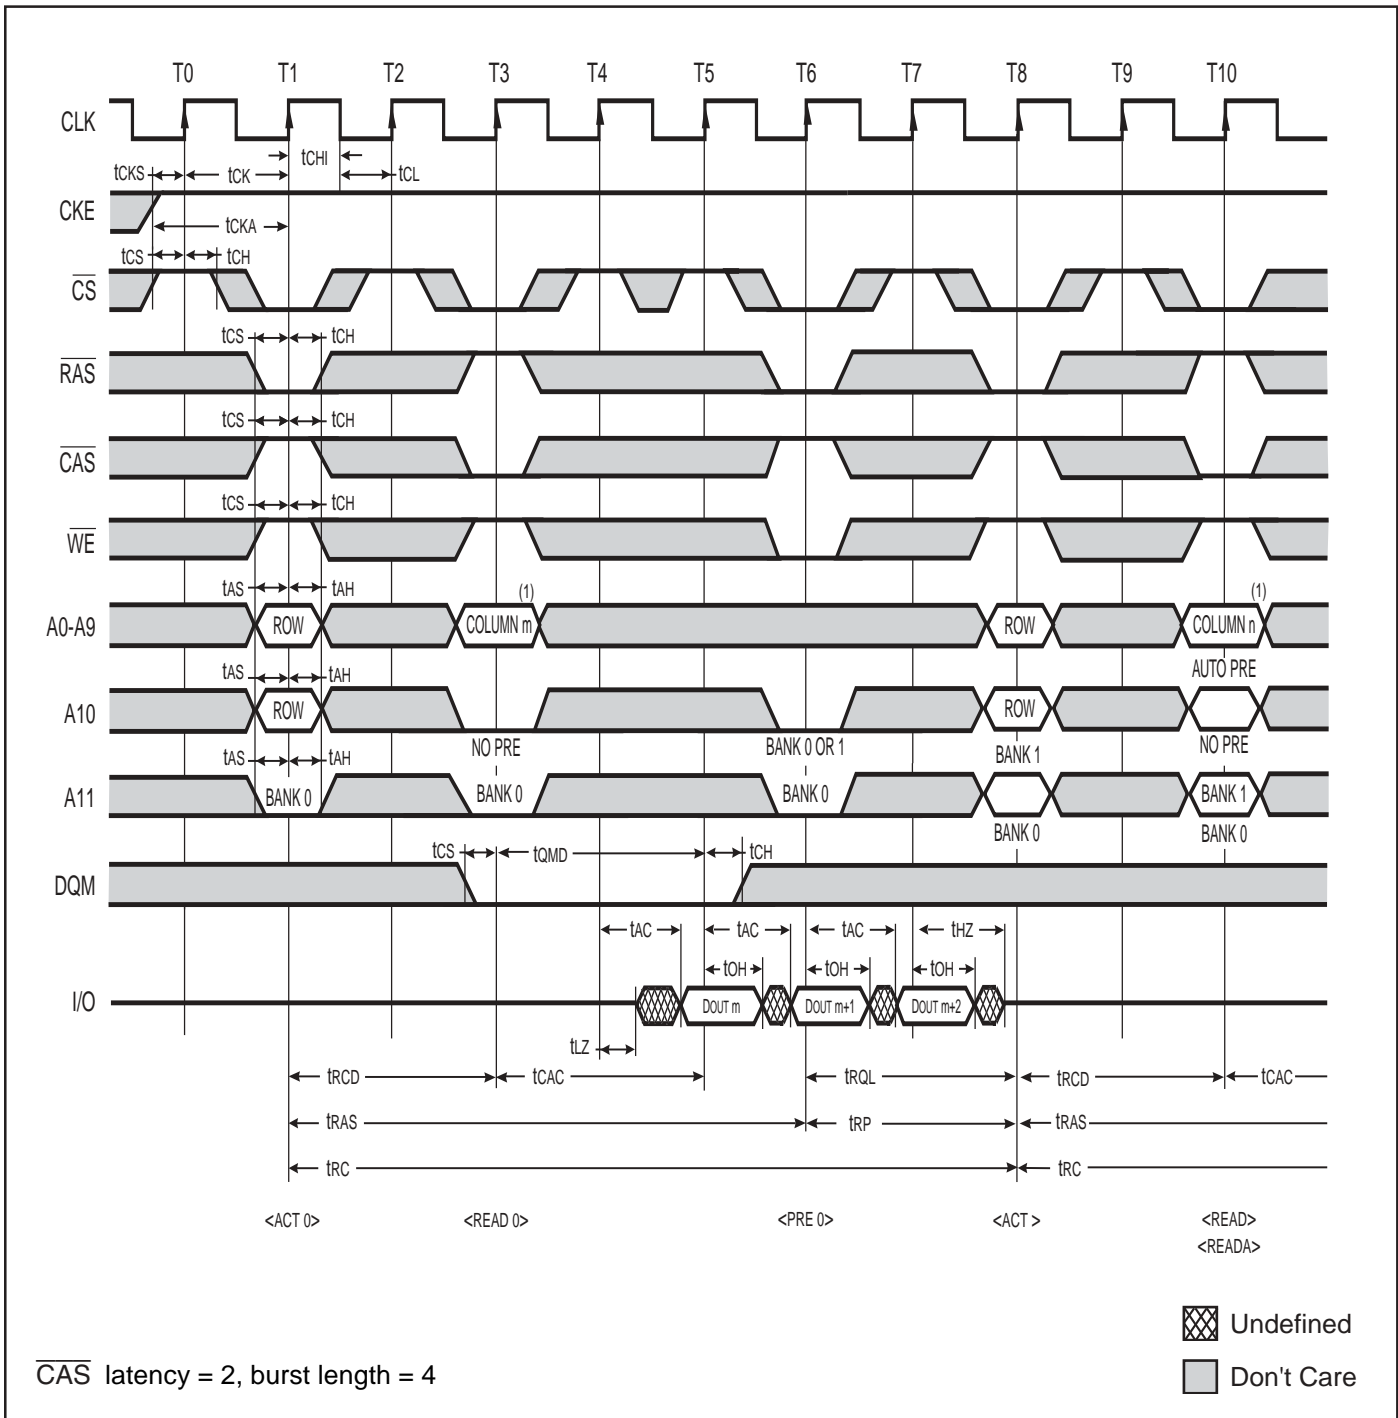 T0 T1 T2 T3 T4 T5 T6 T7 T8 T9 T10
CLK
tCHI
tCKS tCK tCL
CKE
tCKA
tCS tCH
CS
tCS tCH
RAS
tCS tCH
CAS
tCS tCH
WE
tAS tAH (1) (1)
A0-A9 ROW COLUMN m ROW COLUMN n
tAS tAH AUTO PRE
A10 ROW ROW
NO PRE BANK 0 OR 1 BANK 1 NO PRE
tAS tAH
A11 BANK 0 BANK 0 BANK 0 BANK 1
BANK 0 BANK 0
tCS tQMD tCH
DQM
tAC tAC tAC tHZ
tOH tOH tOH
I/O DOUT m DOUT m+1 DOUT m+2
tLZ
tRCD tCAC tRQL tRCD tCAC
tRAS tRP tRAS
tRC tRC
<ACT 0> <READ 0> <PRE 0> <ACT > <READ>
<READA>
Undefined
CAS latency = 2, burst length = 4
Don't Care